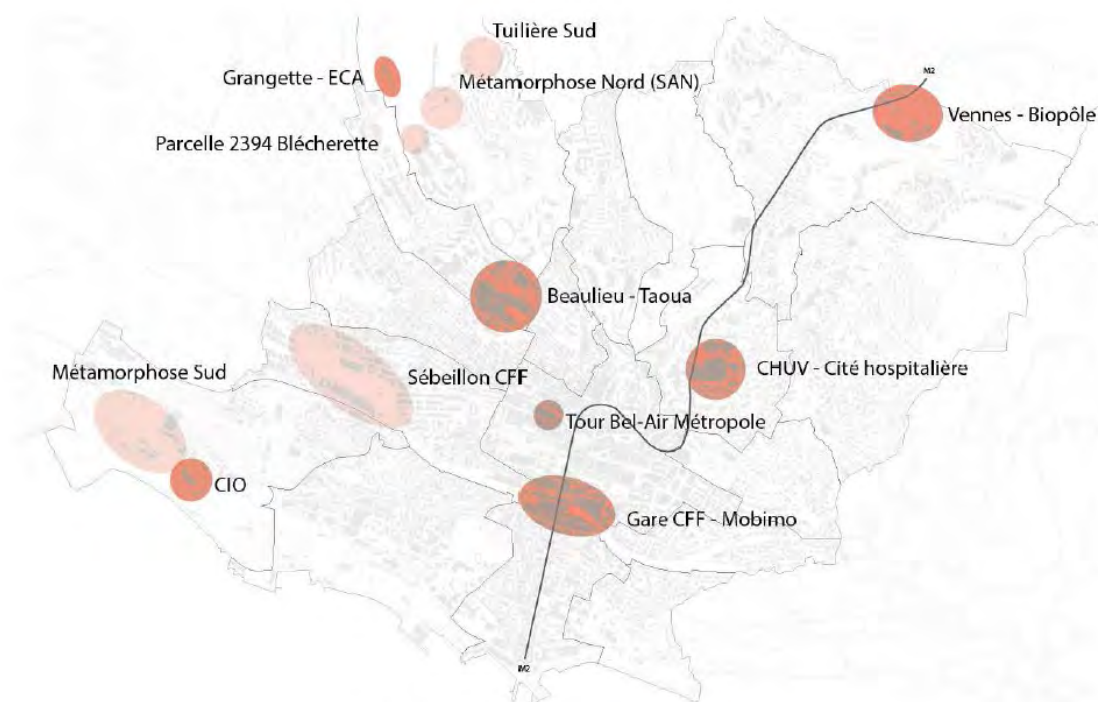 Tuilière Sud
Grangette - ECA
Métamorphose Nord (SAN)
M2
Vennes - Biopôle
Parcelle 2394 Blécherette
Beaulieu - Taoua
Métamorphose Sud
Sébeillon CFF
CHUV - Cité hospitalière
Tour Bel-Air Métropole
CIO
Gare CFF - Mobimo
M2